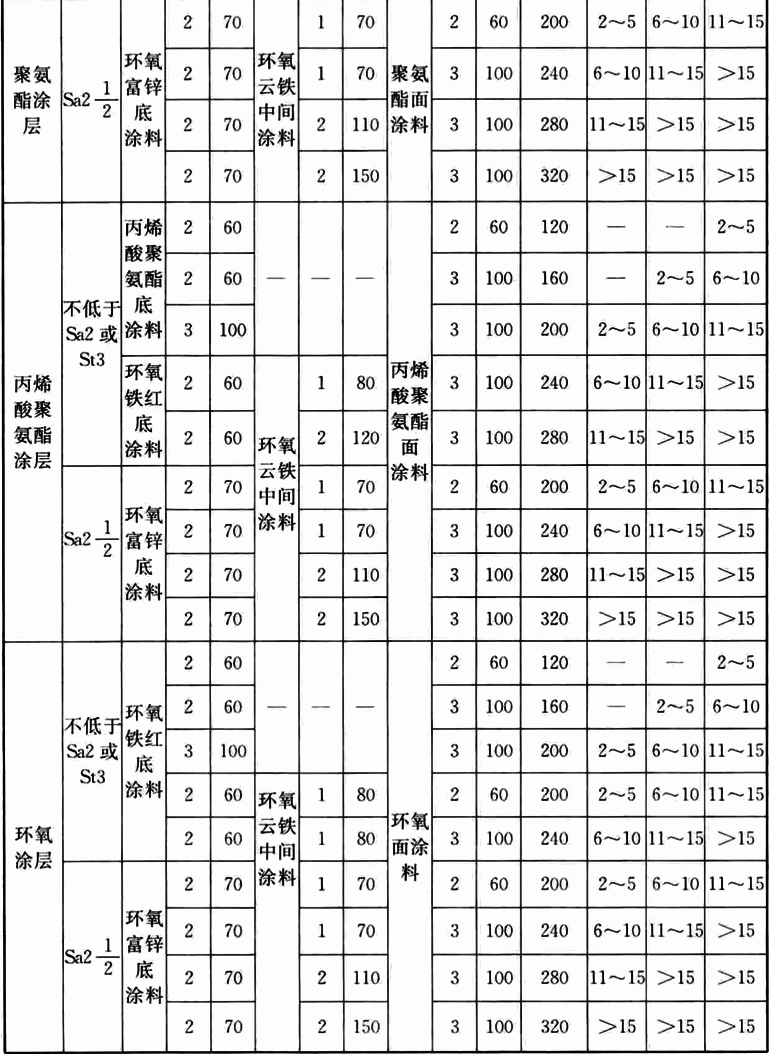 2 70 1 70 2 60 200 2～5 6～10 11～15
聚氨酯涂层 Sa2 1/2 环氧富锌底涂料 2 70 环氧云铁中间涂料 1 70 聚氨酯面涂料 3 100 240 6～10 11～15 ＞15
2 70 2 110 3 100 280 11～15 ＞15 ＞15
2 70 2 150 3 100 320 ＞15 ＞15 ＞15
丙烯酸聚氨酯涂层 不低于Sa2或St3 丙烯酸聚氨酯底涂料 2 60 2 60 120 — — 2～5
2 60 — — — 丙烯酸聚氨酯面涂料 3 100 160 — 2～5 6～10
3 100 3 100 200 2～5 6～10 11～15
环氧铁红底涂料 2 60 环氧云铁中间涂料 1 80 3 100 240 6～10 11～15 ＞15
2 60 2 120 3 100 280 11～15 ＞15 ＞15
Sa2 1/2 环氧富锌底涂料 2 70 1 70 2 60 200 2～5 6～10 11～15
2 70 1 70 3 100 240 6～10 11～15 ＞15
2 70 2 110 3 100 280 11～15 ＞15 ＞15
2 70 2 150 3 100 320 ＞15 ＞15 ＞15
环氧涂层 不低于Sa2或St3 环氧铁红底涂料 2 60 环氧面涂料 2 60 120 — — 2～5
2 60 — — — 3 100 160 — 2～5 6～10
3 100 3 100 200 2～5 6～10 11～15
2 60 环氧云铁中间涂料 1 80 2 60 200 2～5 6～10 11～15
2 60 1 80 3 100 240 6～10 11～15 ＞15
Sa2 1/2 环氧富锌底涂料 2 70 1 70 2 60 200 2～5 6～10 11～15
2 70 1 70 3 100 240 6～10 11～15 ＞15
2 70 2 110 3 100 280 11～15 ＞15 ＞15
2 70 2 150 3 100 320 ＞15 ＞15 ＞15